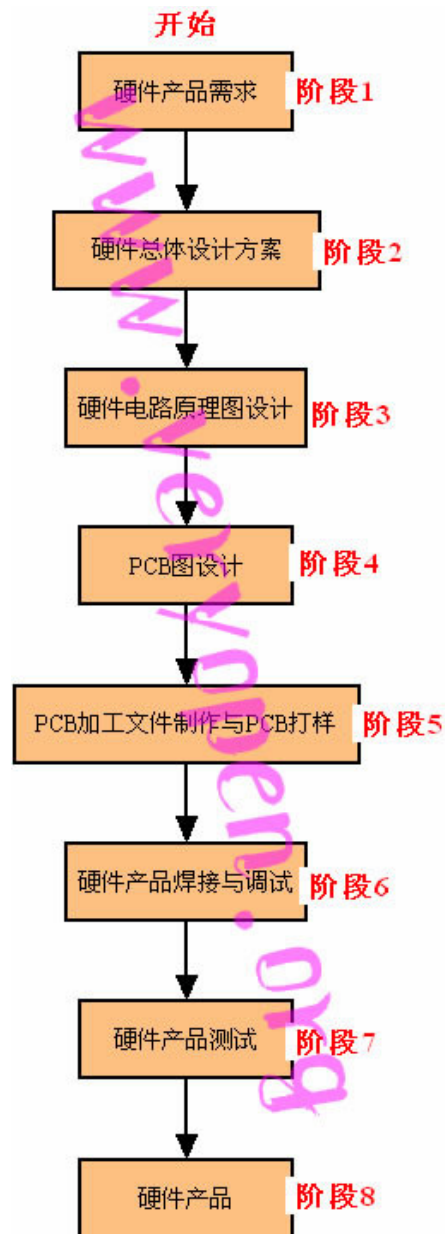 开始
硬件产品需求 阶段1
硬件总体设计方案 阶段2
硬件电路原理图设计 阶段3
PCB图设计 阶段4
PCB加工文件制作与PCB打样 阶段5
硬件产品焊接与调试 阶段6
硬件产品测试 阶段7
硬件产品 阶段8
www.veryopen.org